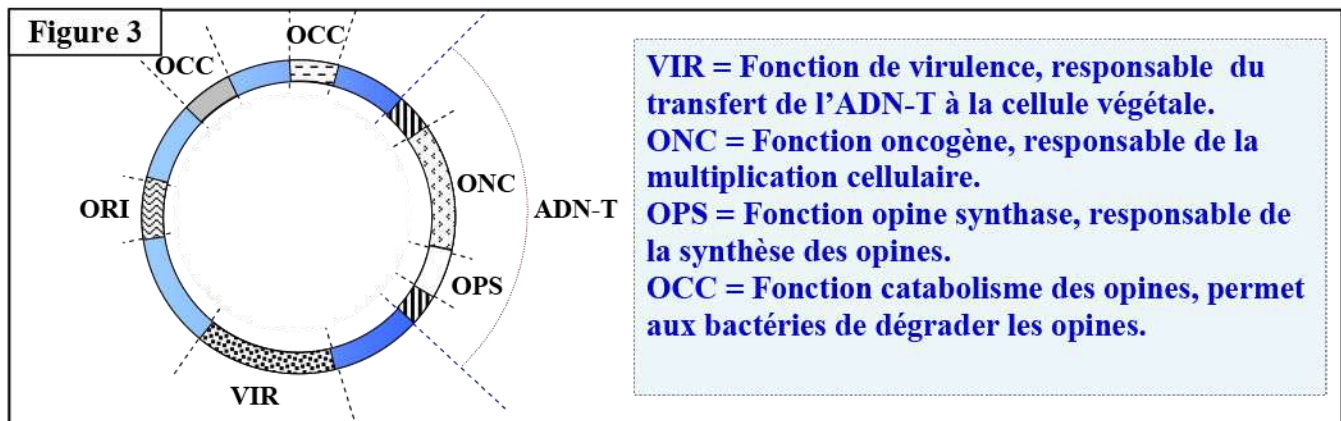 Figure 3
OCC
OCC
ORI
ONC
ADN-T
OPS
VIR
VIR = Fonction de virulence, responsable du
transfert de l’ADN-T à la cellule végétale.
ONC = Fonction oncogène, responsable de la
multiplication cellulaire.
OPS = Fonction opine synthase, responsable de
la synthèse des opines.
OCC = Fonction catabolisme des opines, permet
aux bactéries de dégrader les opines.